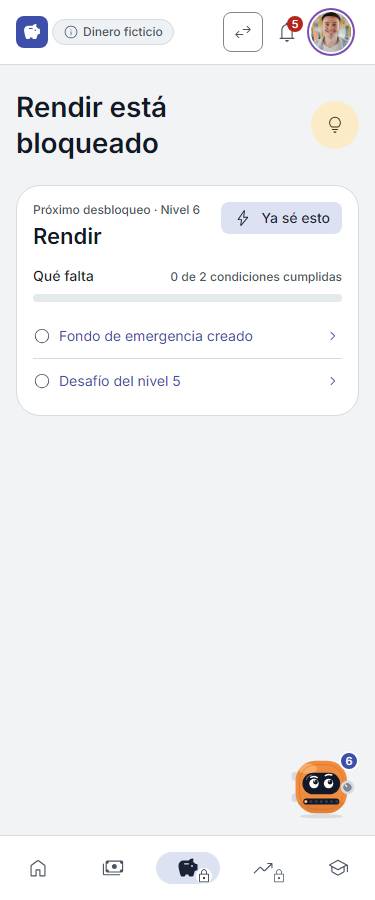 Dinero ficticio
5
Rendir está
bloqueado
Próximo desbloqueo · Nivel 6
Rendir
Ya sé esto
Qué falta
0 de 2 condiciones cumplidas
Fondo de emergencia creado
Desafío del nivel 5
6